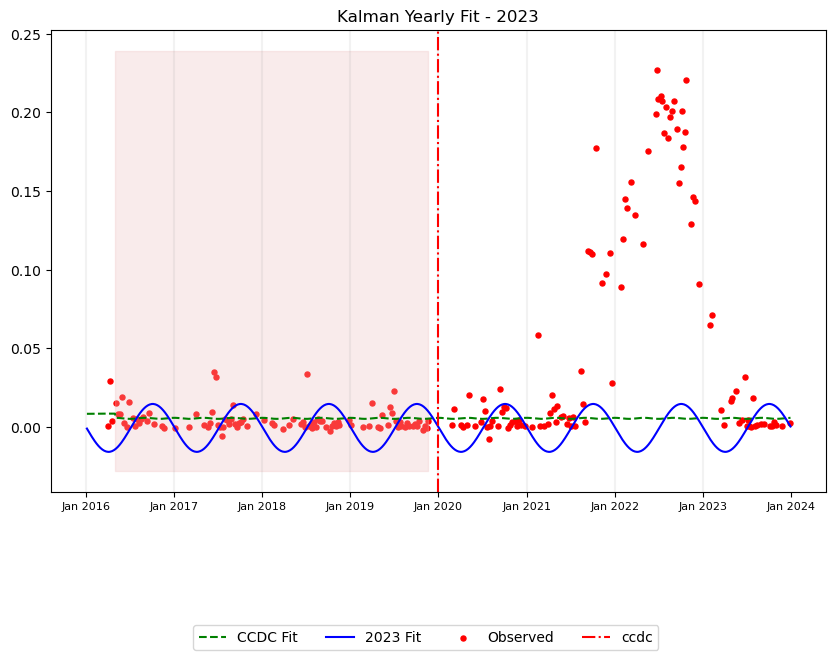 Kalman Yearly Fit - 2023
0.25
0.20
0.15
0.10
0.05
0.00
Jan 2016 Jan 2017 Jan 2018 Jan 2019 Jan 2020 Jan 2021 Jan 2022 Jan 2023 Jan 2024
CCDC Fit 2023 Fit Observed ccdc